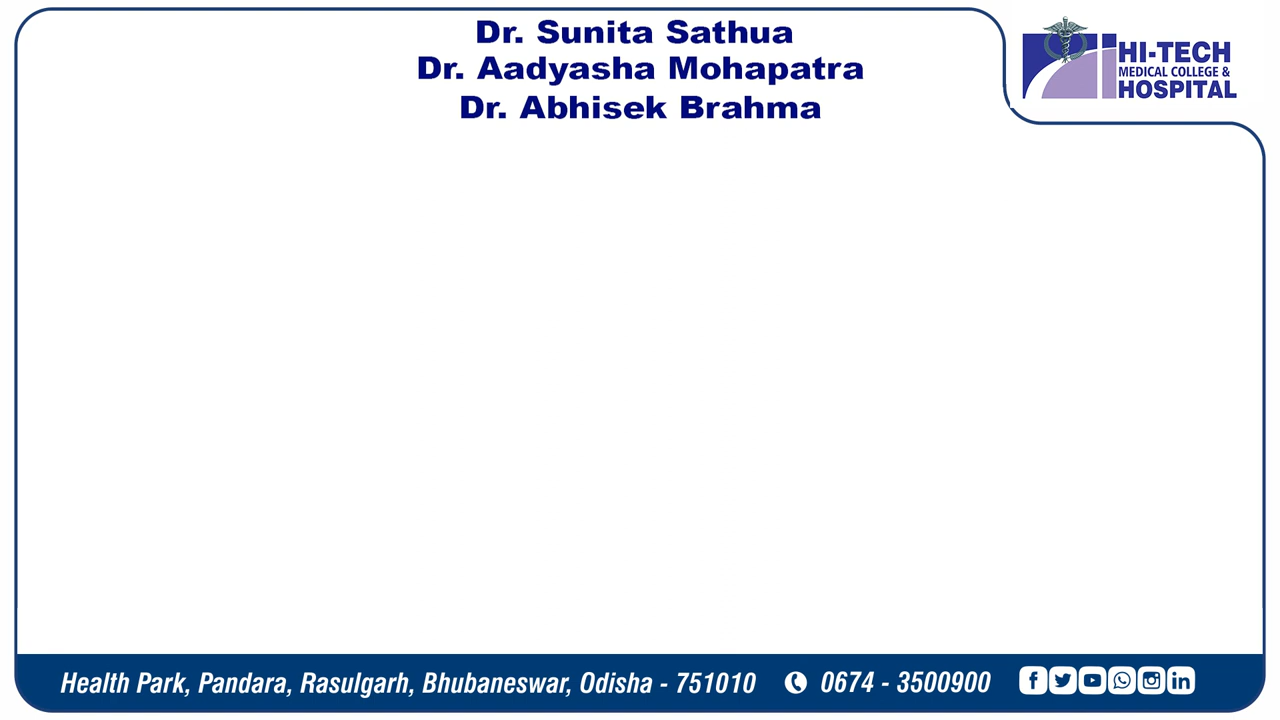 Dr. Sunita Sathua
Dr. Aadyasha Mohapatra
Dr. Abhisek Brahma
HI-TECH
MEDICAL COLLEGE &
HOSPITAL
Health Park, Pandara, Rasulgarh, Bhubaneswar, Odisha - 751010 0674 - 3500900